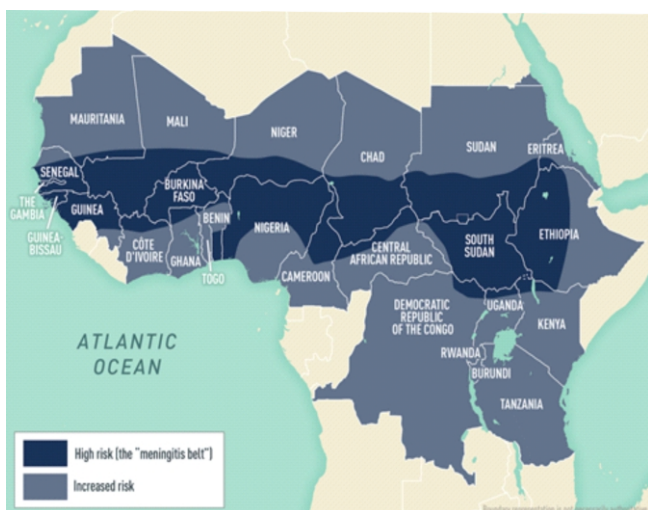 MAURITANIA
MALI
NIGER
CHAD
SUDAN
ERITREA
SENEGAL
THE
GAMBIA
BURKINA
FASO
GUINEA
GUINEA-
BISSAU
BENIN
NIGERIA
CÔTE
D'IVOIRE
GHANA
TOGO
CAMEROON
CENTRAL
AFRICAN REPUBLIC
SOUTH
SUDAN
ETHIOPIA
DEMOCRATIC
REPUBLIC
OF THE CONGO
UGANDA
KENYA
RWANDA
BURUNDI
TANZANIA
ATLANTIC
OCEAN
High risk (the "meningitis belt")
Increased risk